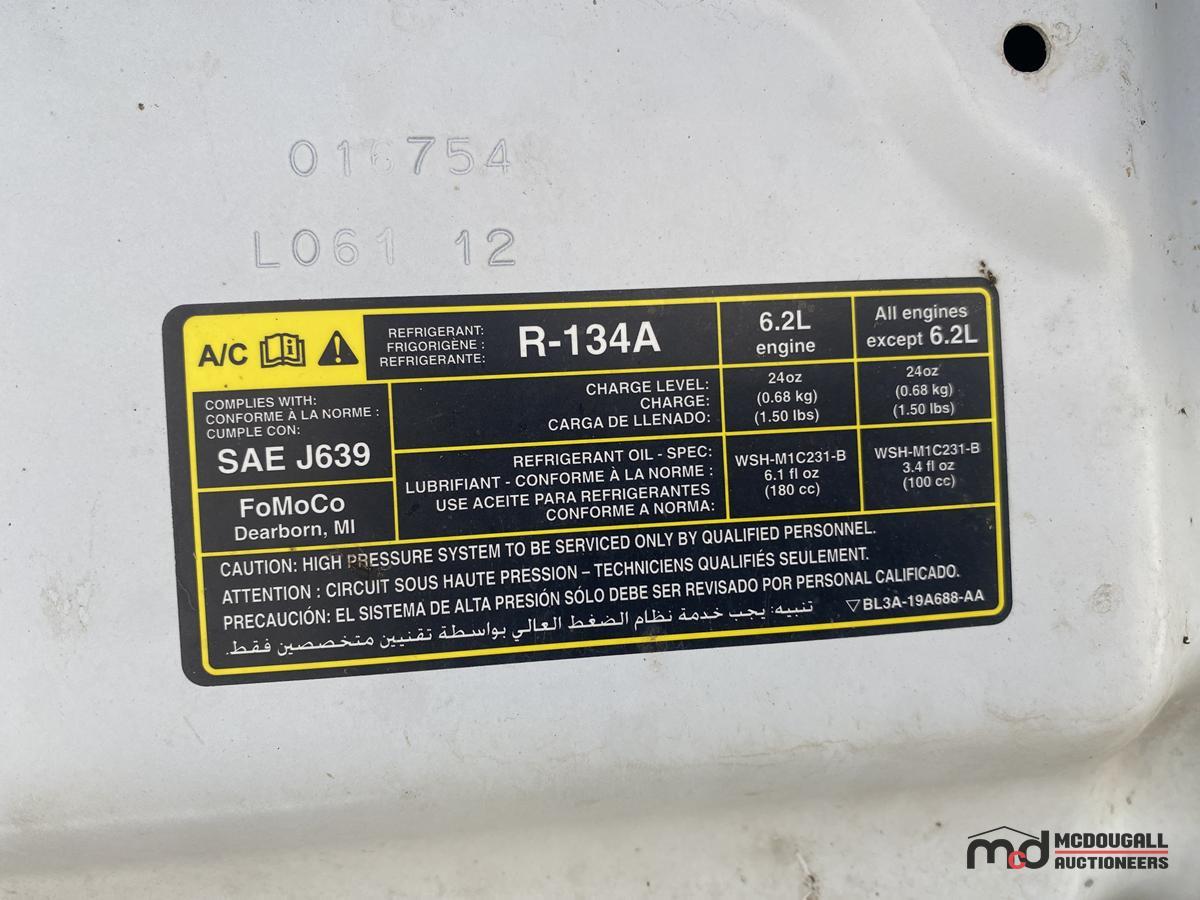 016754
L061 12
A/C
REFRIGERANT:
FRIGORIGÈNE :
REFRIGERANTE:
R-134A
6.2L
engine
All engines
except 6.2L
COMPLIES WITH:
CONFORME À LA NORME :
CUMPLE CON:
SAE J639
CHARGE LEVEL:
CHARGE:
CARGA DE LLENADO:
24oz
(0.68 kg)
(1.50 lbs)
24oz
(0.68 kg)
(1.50 lbs)
FoMoCo
Dearborn, MI
REFRIGERANT OIL - SPEC:
LUBRIFIANT - CONFORME À LA NORME :
USE ACEITE PARA REFRIGERANTES
CONFORME A NORMA:
WSH-M1C231-B
6.1 fl oz
(180 cc)
WSH-M1C231-B
3.4 fl oz
(100 cc)
CAUTION: HIGH PRESSURE SYSTEM TO BE SERVICED ONLY BY QUALIFIED PERSONNEL.
ATTENTION : CIRCUIT SOUS HAUTE PRESSION – TECHNICIENS QUALIFIÉS SEULEMENT.
PRECAUCIÓN: EL SISTEMA DE ALTA PRESIÓN SÓLO DEBE SER REVISADO POR PERSONAL CALIFICADO.
تنبيه: يجب خدمة نظام الضغط العالي بواسطة تقنيين متخصصين فقط.
BL3A-19A688-AA
mcd MCDOUGALL
AUCTIONEERS